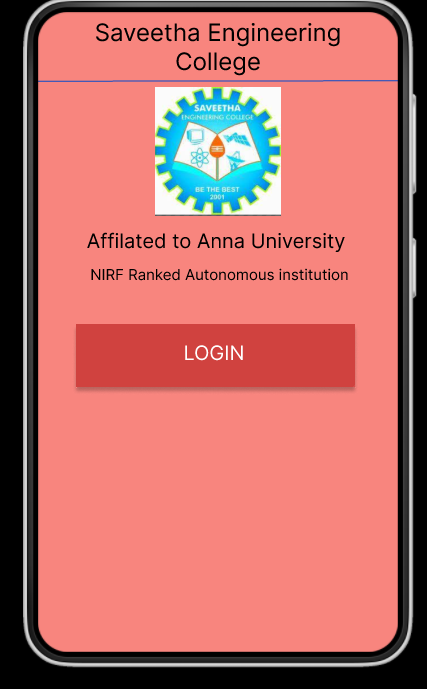 Saveetha Engineering
College
SAVEETHA
ENGINEERING COLLEGE
BE THE BEST
2001
Affilated to Anna University
NIRF Ranked Autonomous institution
LOGIN